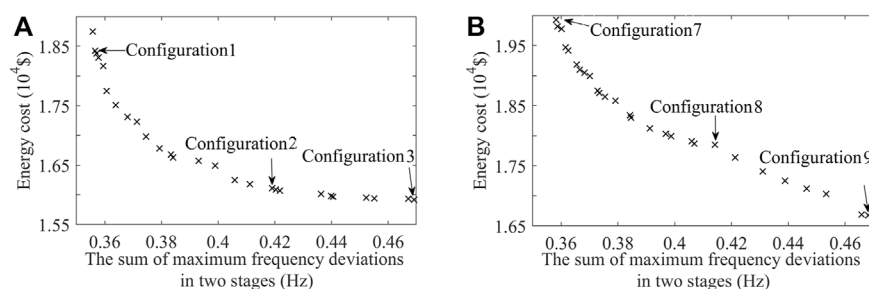 A
Energy cost (10⁴$)
1.85
1.75
1.65
1.55
Configuration1
Configuration2
Configuration3
0.36 0.38 0.4 0.42 0.44 0.46
The sum of maximum frequency deviations
in two stages (Hz)
B
Energy cost (10⁴$)
1.95
1.85
1.75
1.65
Configuration7
Configuration8
Configuration9
0.36 0.38 0.4 0.42 0.44 0.46
The sum of maximum frequency deviations
in two stages (Hz)